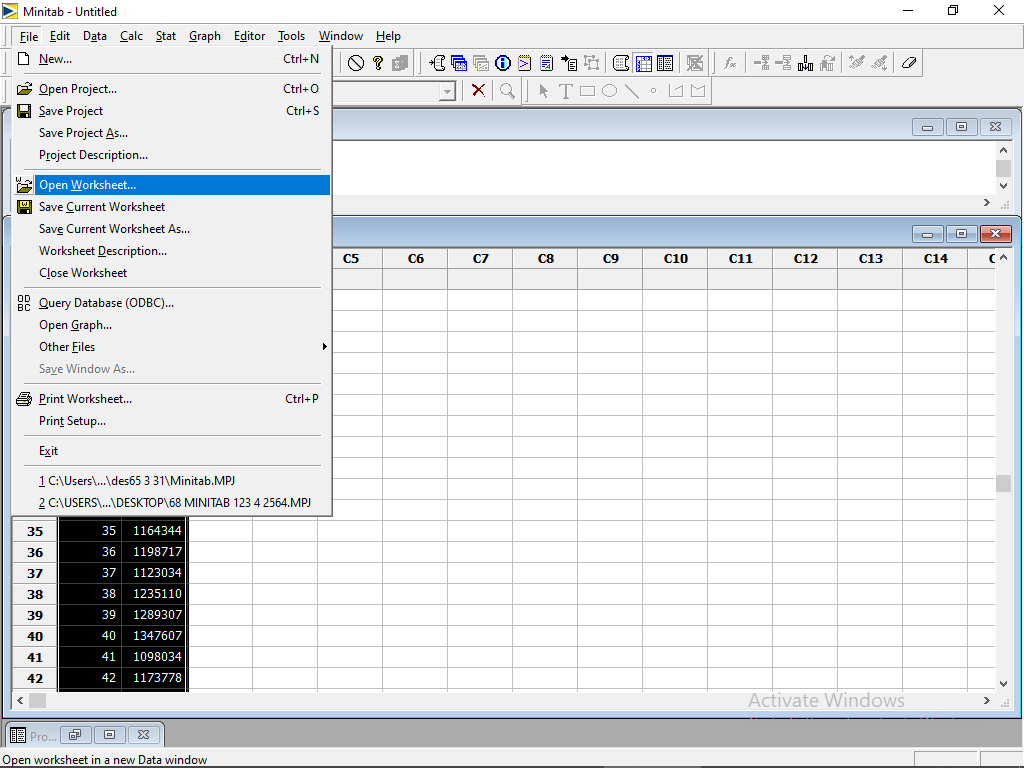 Minitab - Untitled
File Edit Data Calc Stat Graph Editor Tools Window Help
New... Ctrl+N
Open Project... Ctrl+O
Save Project Ctrl+S
Save Project As...
Project Description...
Open Worksheet...
Save Current Worksheet
Save Current Worksheet As...
Worksheet Description...
Close Worksheet
Query Database (ODBC)...
Open Graph...
Other Files
Save Window As...
Print Worksheet... Ctrl+P
Print Setup...
Exit
1 C:\Users\...\des65 3 31\Minitab.MPJ
2 C:\USERS\...\DESKTOP\68 MINITAB 123 4 2564.MPJ
C5 C6 C7 C8 C9 C10 C11 C12 C13 C14
35 35 1164344
36 36 1198717
37 37 1123034
38 38 1235110
39 39 1289307
40 40 1347607
41 41 1098034
42 42 1173778
Activate Windows
Pro...
Open worksheet in a new Data window